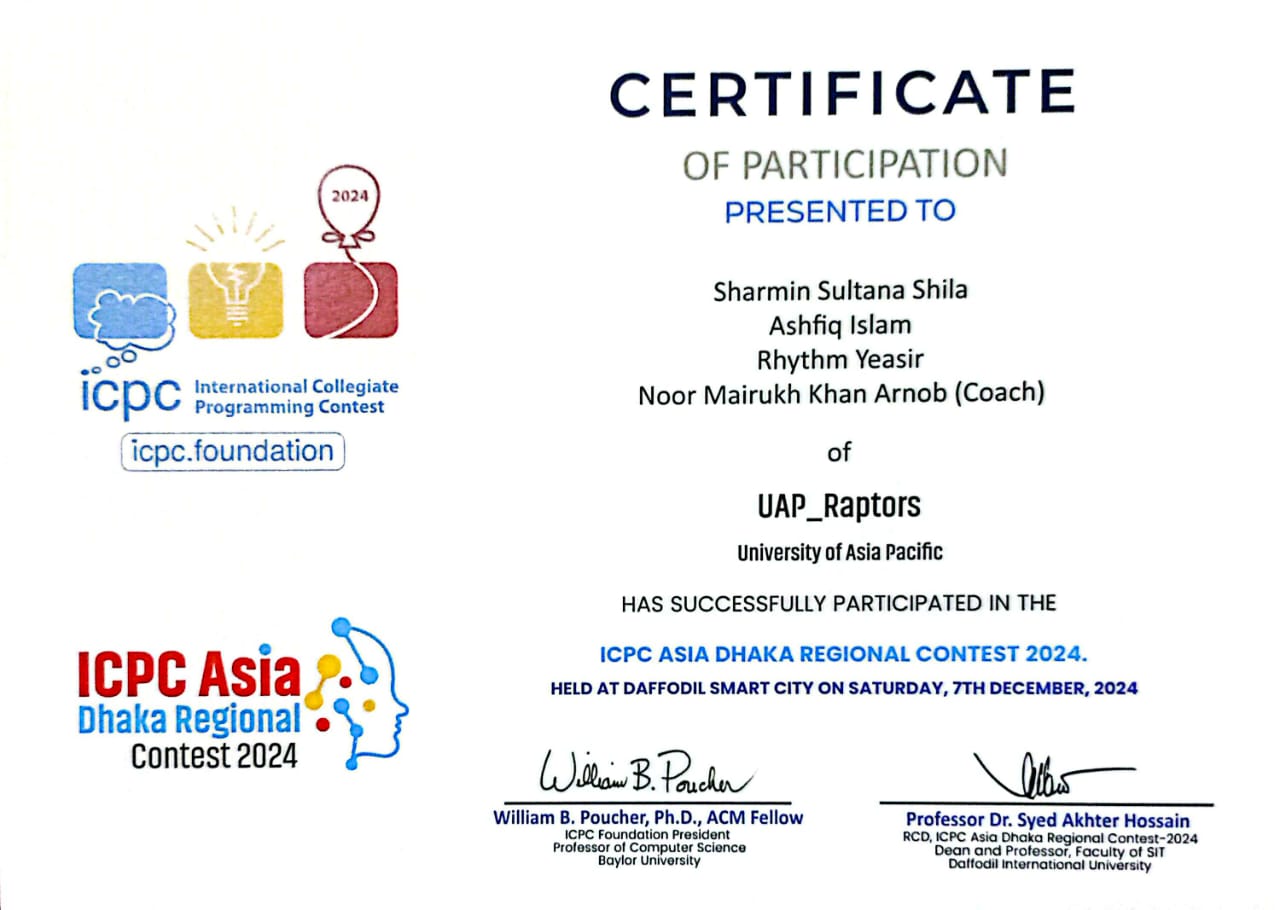 CERTIFICATE
OF PARTICIPATION
PRESENTED TO
Sharmin Sultana Shila
Ashfiq Islam
Rhythm Yeasir
Noor Mairukh Khan Arnob (Coach)
of
UAP_Raptors
University of Asia Pacific
HAS SUCCESSFULLY PARTICIPATED IN THE
ICPC ASIA DHAKA REGIONAL CONTEST 2024.
HELD AT DAFFODIL SMART CITY ON SATURDAY, 7TH DECEMBER, 2024
2024
icpc International Collegiate
Programming Contest
icpc.foundation
ICPC Asia
Dhaka Regional
Contest 2024
William B. Poucher
William B. Poucher, Ph.D., ACM Fellow
ICPC Foundation President
Professor of Computer Science
Baylor University
Professor Dr. Syed Akhter Hossain
RCD, ICPC Asia Dhaka Regional Contest-2024
Dean and Professor, Faculty of SIT
Daffodil International University